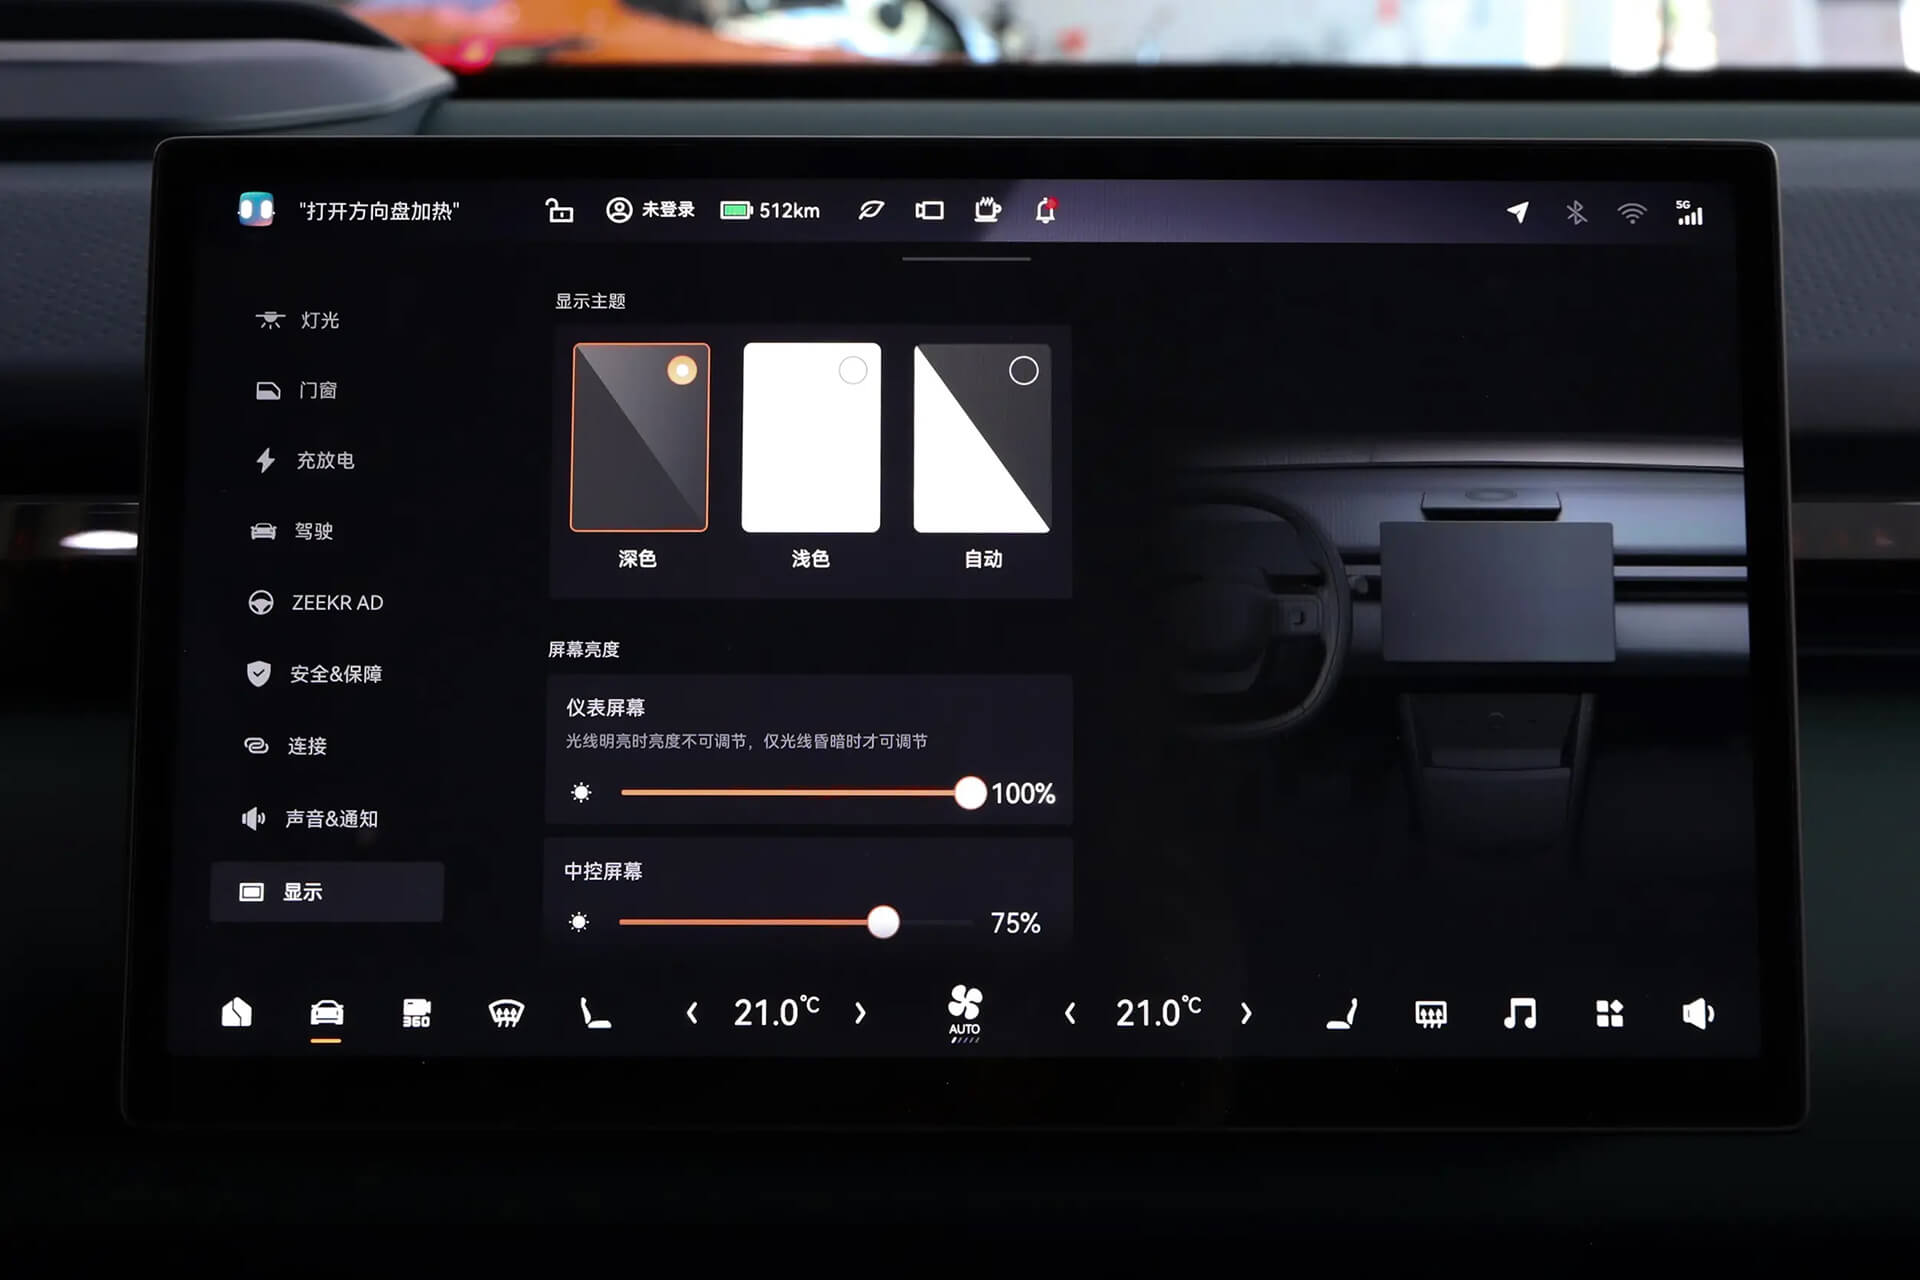 "打开方向盘加热"
未登录
512km
5G
灯光
门窗
充放电
驾驶
ZEEKR AD
安全&保障
连接
声音&通知
显示
显示主题
深色
浅色
自动
屏幕亮度
仪表屏幕
光线明亮时亮度不可调节，仅光线昏暗时才可调节
100%
中控屏幕
75%
360
21.0℃
AUTO
21.0℃